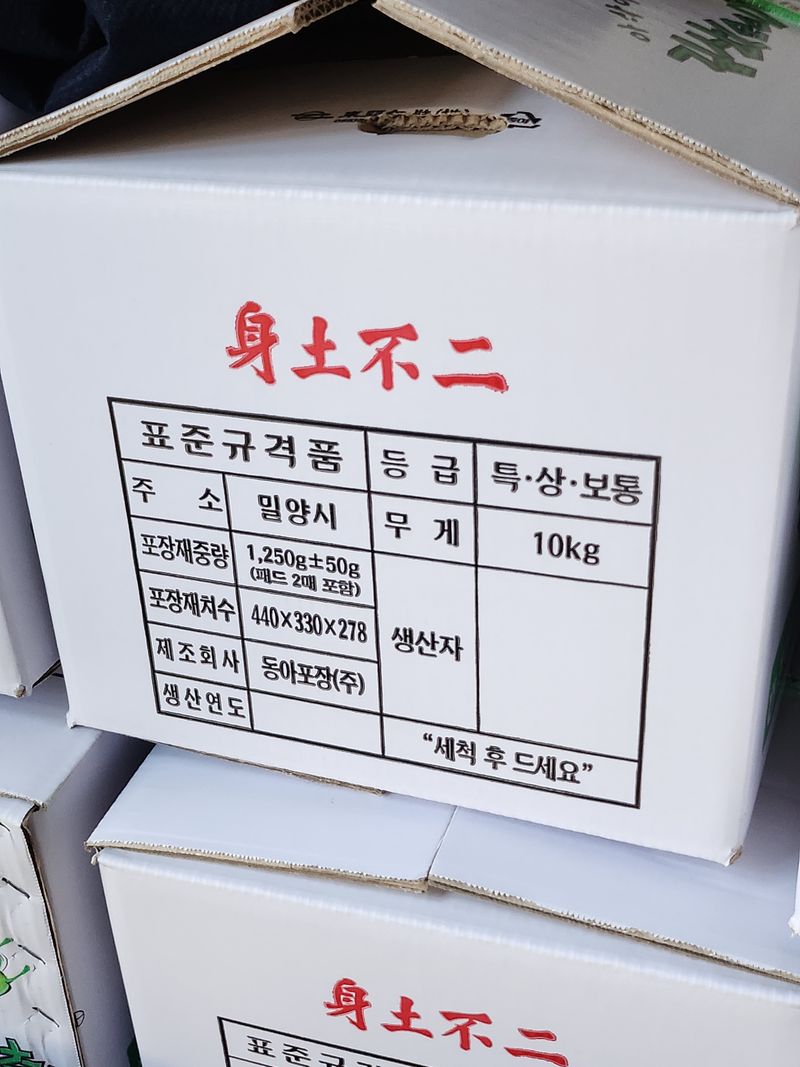 身土不二
표준규격품 등급 특·상·보통
주소 밀양시 무게 10kg
포장재중량 1,250g±50g
(패드 2매 포함)
포장재치수 440×330×278 생산자
제조회사 동아포장(주)
생산연도
“세척 후 드세요”
身土不二
표준규